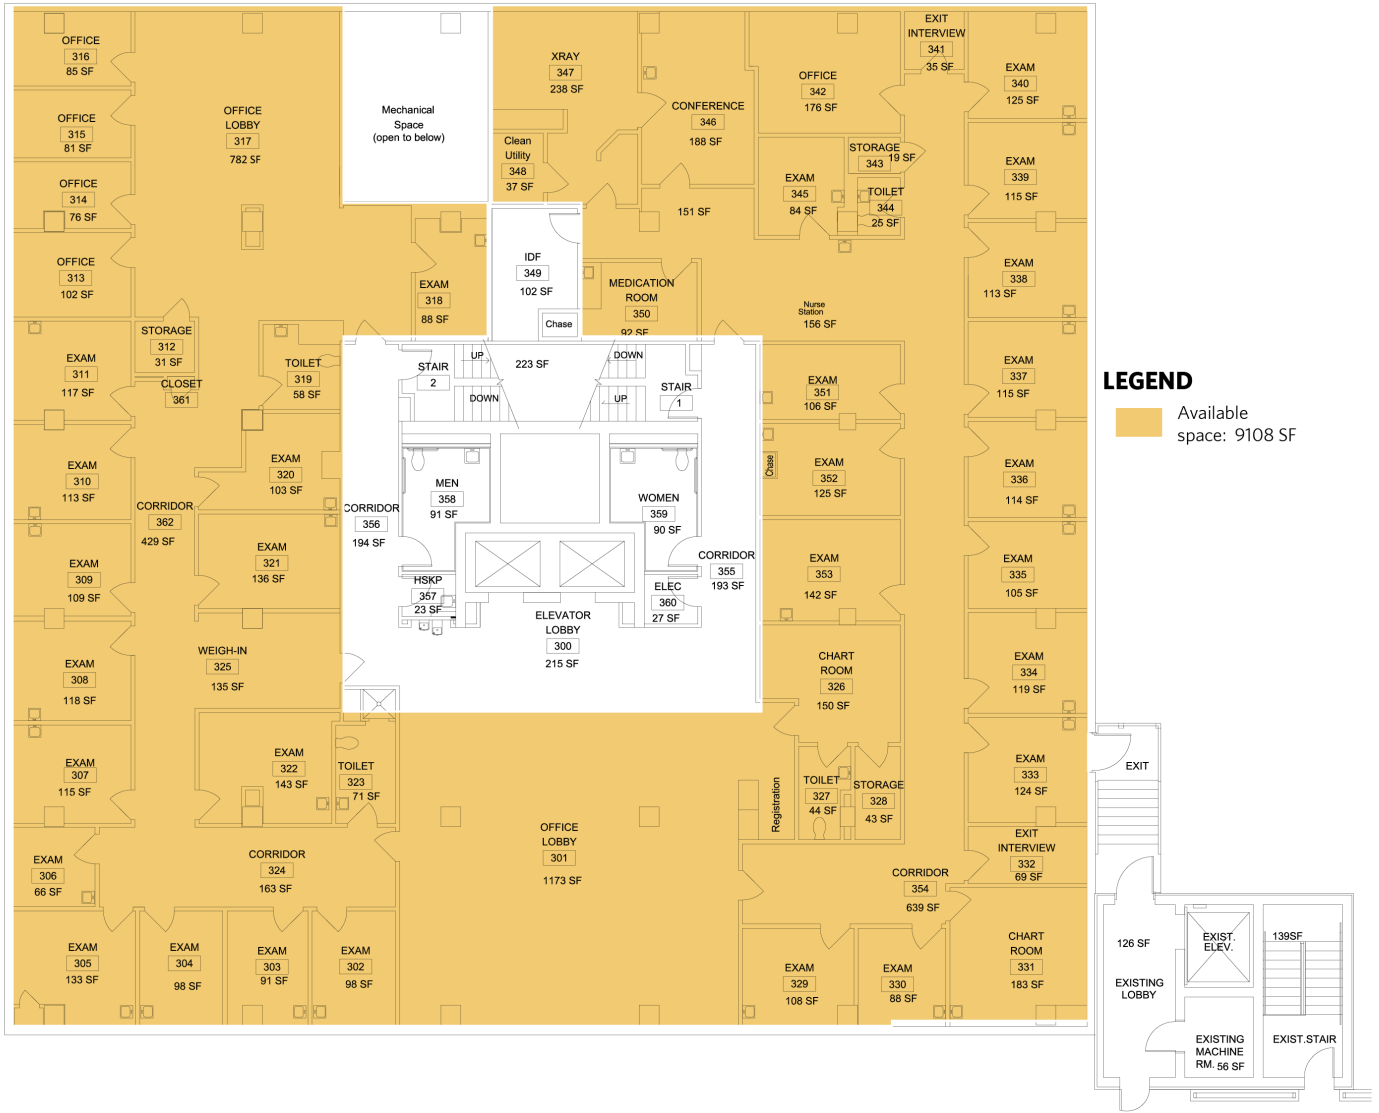 OFFICE
316
85 SF
OFFICE
315
81 SF
OFFICE
314
76 SF
OFFICE
313
102 SF
OFFICE
LOBBY
317
782 SF
Mechanical
Space
(open to below)
XRAY
347
238 SF
Clean
Utility
348
37 SF
CONFERENCE
346
188 SF
OFFICE
342
176 SF
EXIT
INTERVIEW
341
35 SF
EXAM
340
125 SF
STORAGE
343
19 SF
EXAM
345
84 SF
TOILET
344
25 SF
EXAM
339
115 SF
151 SF
EXAM
318
88 SF
IDF
349
102 SF
Chase
MEDICATION
ROOM
350
92 SF
Nurse
Station
156 SF
EXAM
338
113 SF
STORAGE
312
31 SF
CLOSET
361
EXAM
311
117 SF
TOILET
319
58 SF
STAIR
2
UP
DOWN
223 SF
DOWN
UP
STAIR
1
EXAM
351
106 SF
EXAM
337
115 SF
LEGEND
Available
space: 9108 SF
EXAM
310
113 SF
EXAM
320
103 SF
CORRIDOR
362
429 SF
CORRIDOR
356
194 SF
MEN
358
91 SF
WOMEN
359
90 SF
Chase
EXAM
352
125 SF
EXAM
336
114 SF
EXAM
309
109 SF
EXAM
321
136 SF
HSKP
357
23 SF
ELEVATOR
LOBBY
300
215 SF
ELEC
360
27 SF
CORRIDOR
355
193 SF
EXAM
353
142 SF
EXAM
335
105 SF
EXAM
308
118 SF
WEIGH-IN
325
135 SF
CHART
ROOM
326
150 SF
EXAM
334
119 SF
EXAM
307
115 SF
EXAM
322
143 SF
TOILET
323
71 SF
Registration
TOILET
327
44 SF
STORAGE
328
43 SF
EXAM
333
124 SF
EXIT
EXAM
306
66 SF
CORRIDOR
324
163 SF
OFFICE
LOBBY
301
1173 SF
CORRIDOR
354
639 SF
EXIT
INTERVIEW
332
69 SF
EXAM
305
133 SF
EXAM
304
98 SF
EXAM
303
91 SF
EXAM
302
98 SF
EXAM
329
108 SF
EXAM
330
88 SF
CHART
ROOM
331
183 SF
126 SF
EXISTING
LOBBY
EXIST.
ELEV.
139SF
EXISTING
MACHINE
RM. 56 SF
EXIST.STAIR